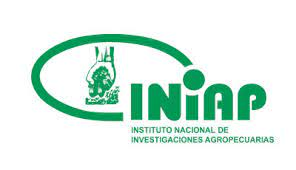 INIAP
INSTITUTO NACIONAL DE
INVESTIGACIONES AGROPECUARIAS